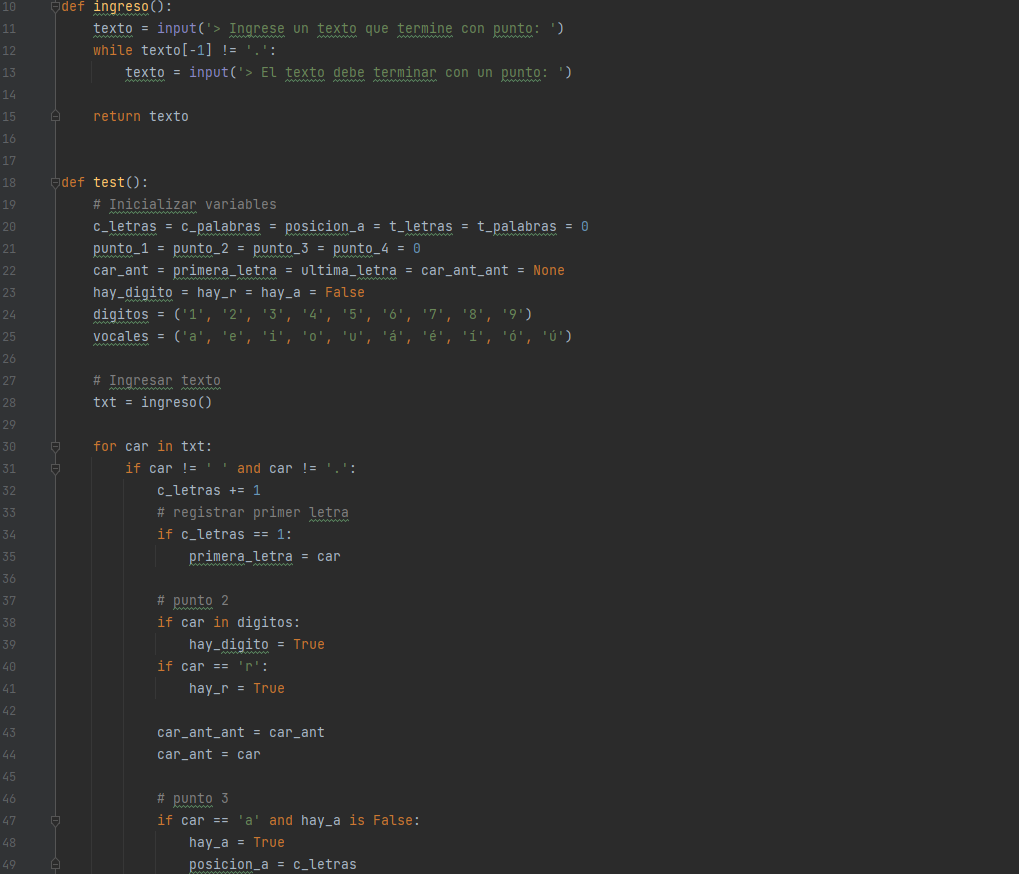 10 def ingreso():
11     texto = input('> Ingrese un texto que termine con punto: ')
12     while texto[-1] != '.':
13         texto = input('> El texto debe terminar con un punto: ')
14
15     return texto
16
17
18 def test():
19     # Inicializar variables
20     c_letras = c_palabras = posicion_a = t_letras = t_palabras = 0
21     punto_1 = punto_2 = punto_3 = punto_4 = 0
22     car_ant = primera_letra = ultima_letra = car_ant_ant = None
23     hay_digito = hay_r = hay_a = False
24     digitos = ('1', '2', '3', '4', '5', '6', '7', '8', '9')
25     vocales = ('a', 'e', 'i', 'o', 'u', 'á', 'é', 'í', 'ó', 'ú')
26
27     # Ingresar texto
28     txt = ingreso()
29
30     for car in txt:
31         if car != ' ' and car != '.':
32             c_letras += 1
33             # registrar primer letra
34             if c_letras == 1:
35                 primera_letra = car
36
37             # punto 2
38             if car in digitos:
39                 hay_digito = True
40             if car == 'r':
41                 hay_r = True
42
43             car_ant_ant = car_ant
44             car_ant = car
45
46             # punto 3
47             if car == 'a' and hay_a is False:
48                 hay_a = True
49                 posicion_a = c_letras